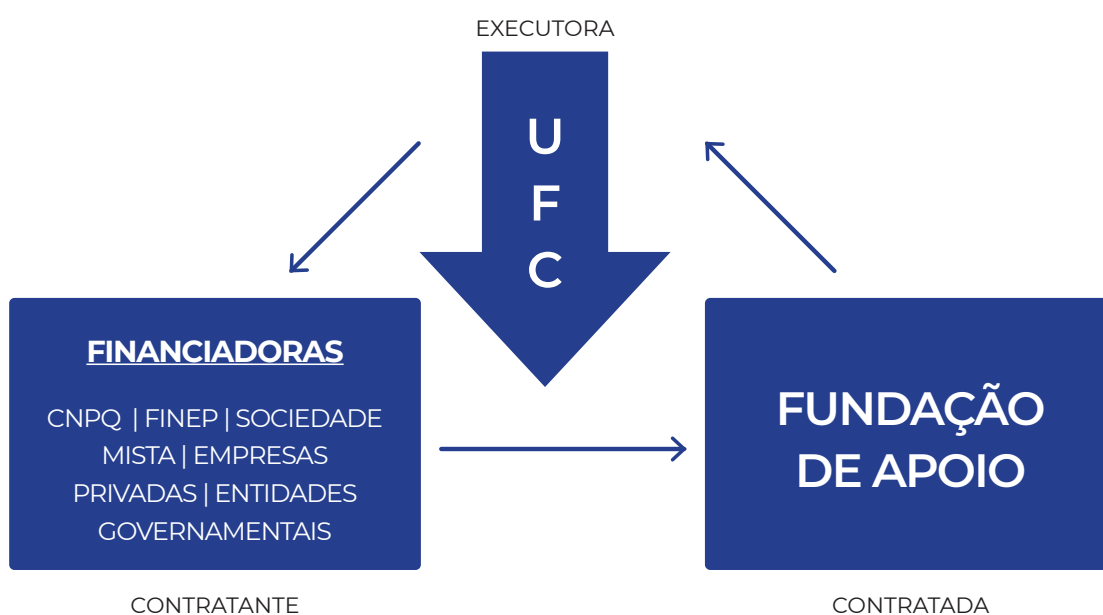 EXECUTORA
U
F
C
FINANCIADORAS
CNPQ | FINEP | SOCIEDADE
MISTA | EMPRESAS
PRIVADAS | ENTIDADES
GOVERNAMENTAIS
CONTRATANTE
FUNDAÇÃO
DE APOIO
CONTRATADA